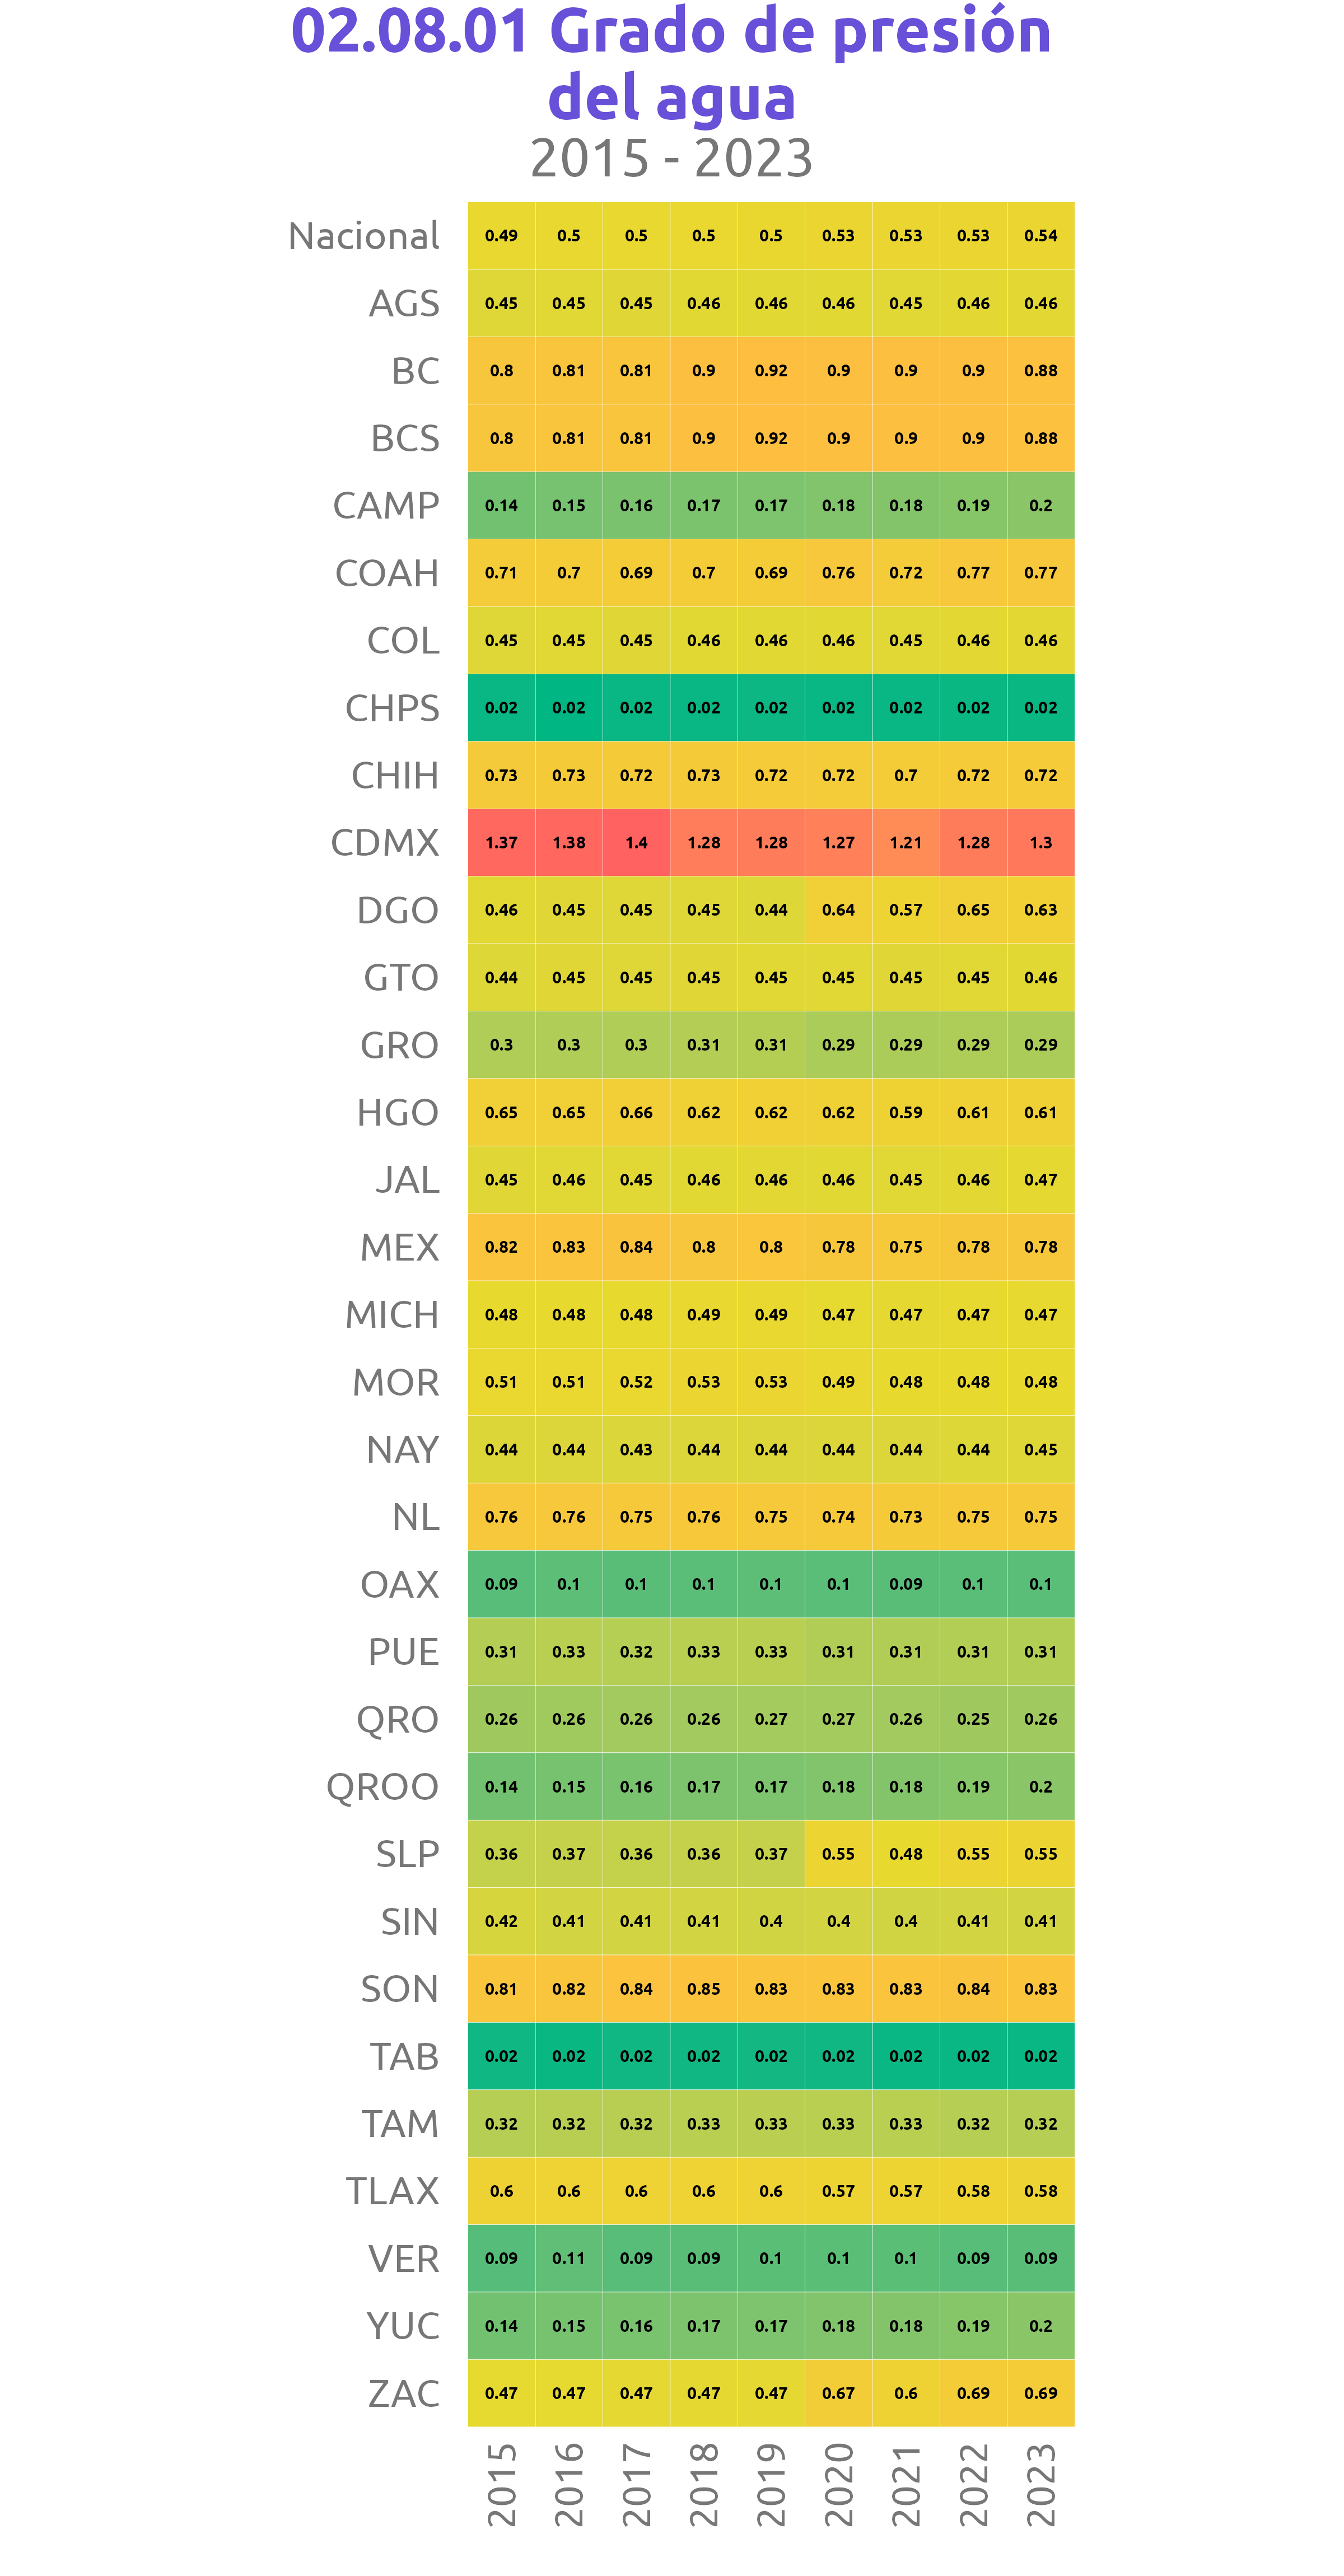 02.08.01 Grado de presión
del agua
2015 - 2023
Nacional 0.49 0.5 0.5 0.5 0.5 0.53 0.53 0.53 0.54
AGS 0.45 0.45 0.45 0.46 0.46 0.46 0.45 0.46 0.46
BC 0.8 0.81 0.81 0.9 0.92 0.9 0.9 0.9 0.88
BCS 0.8 0.81 0.81 0.9 0.92 0.9 0.9 0.9 0.88
CAMP 0.14 0.15 0.16 0.17 0.17 0.18 0.18 0.19 0.2
COAH 0.71 0.7 0.69 0.7 0.69 0.76 0.72 0.77 0.77
COL 0.45 0.45 0.45 0.46 0.46 0.46 0.45 0.46 0.46
CHPS 0.02 0.02 0.02 0.02 0.02 0.02 0.02 0.02 0.02
CHIH 0.73 0.73 0.72 0.73 0.72 0.72 0.7 0.72 0.72
CDMX 1.37 1.38 1.4 1.28 1.28 1.27 1.21 1.28 1.3
DGO 0.46 0.45 0.45 0.45 0.44 0.64 0.57 0.65 0.63
GTO 0.44 0.45 0.45 0.45 0.45 0.45 0.45 0.45 0.46
GRO 0.3 0.3 0.3 0.31 0.31 0.29 0.29 0.29 0.29
HGO 0.65 0.65 0.66 0.62 0.62 0.62 0.59 0.61 0.61
JAL 0.45 0.46 0.45 0.46 0.46 0.46 0.45 0.46 0.47
MEX 0.82 0.83 0.84 0.8 0.8 0.78 0.75 0.78 0.78
MICH 0.48 0.48 0.48 0.49 0.49 0.47 0.47 0.47 0.47
MOR 0.51 0.51 0.52 0.53 0.53 0.49 0.48 0.48 0.48
NAY 0.44 0.44 0.43 0.44 0.44 0.44 0.44 0.44 0.45
NL 0.76 0.76 0.75 0.76 0.75 0.74 0.73 0.75 0.75
OAX 0.09 0.1 0.1 0.1 0.1 0.1 0.09 0.1 0.1
PUE 0.31 0.33 0.32 0.33 0.33 0.31 0.31 0.31 0.31
QRO 0.26 0.26 0.26 0.26 0.27 0.27 0.26 0.25 0.26
QROO 0.14 0.15 0.16 0.17 0.17 0.18 0.18 0.19 0.2
SLP 0.36 0.37 0.36 0.36 0.37 0.55 0.48 0.55 0.55
SIN 0.42 0.41 0.41 0.41 0.4 0.4 0.4 0.41 0.41
SON 0.81 0.82 0.84 0.85 0.83 0.83 0.83 0.84 0.83
TAB 0.02 0.02 0.02 0.02 0.02 0.02 0.02 0.02 0.02
TAM 0.32 0.32 0.32 0.33 0.33 0.33 0.33 0.32 0.32
TLAX 0.6 0.6 0.6 0.6 0.6 0.57 0.57 0.58 0.58
VER 0.09 0.11 0.09 0.09 0.1 0.1 0.1 0.09 0.09
YUC 0.14 0.15 0.16 0.17 0.17 0.18 0.18 0.19 0.2
ZAC 0.47 0.47 0.47 0.47 0.47 0.67 0.6 0.69 0.69
2015 2016 2017 2018 2019 2020 2021 2022 2023